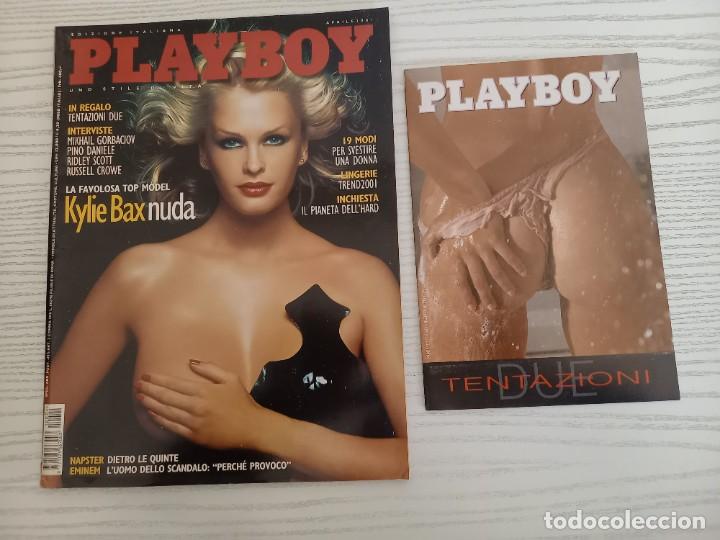 EDIZIONE ITALIANA
APRILE 2001
PLAYBOY
UNO STILE DI VITA
IN REGALO
TENTAZIONI DUE
INTERVISTE
MIKHAIL GORBACIOV
PINO DANIELE
RIDLEY SCOTT
RUSSELL CROWE
LA FAVOLOSA TOP MODEL
Kylie Bax nuda
19 MODI
PER SVESTIRE
UNA DONNA
LINGERIE
TREND2001
INCHIESTA
IL PIANETA DELL'HARD
NAPSTER DIETRO LE QUINTE
EMINEM L'UOMO DELLO SCANDALO: "PERCHÉ PROVOCO"
PLAYBOY
DUE
TENTAZIONI
todocoleccion